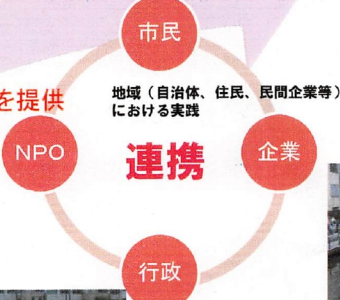 市民
を提供
地域（自治体、住民、民間企業等）
における実践
NPO
連携
企業
行政